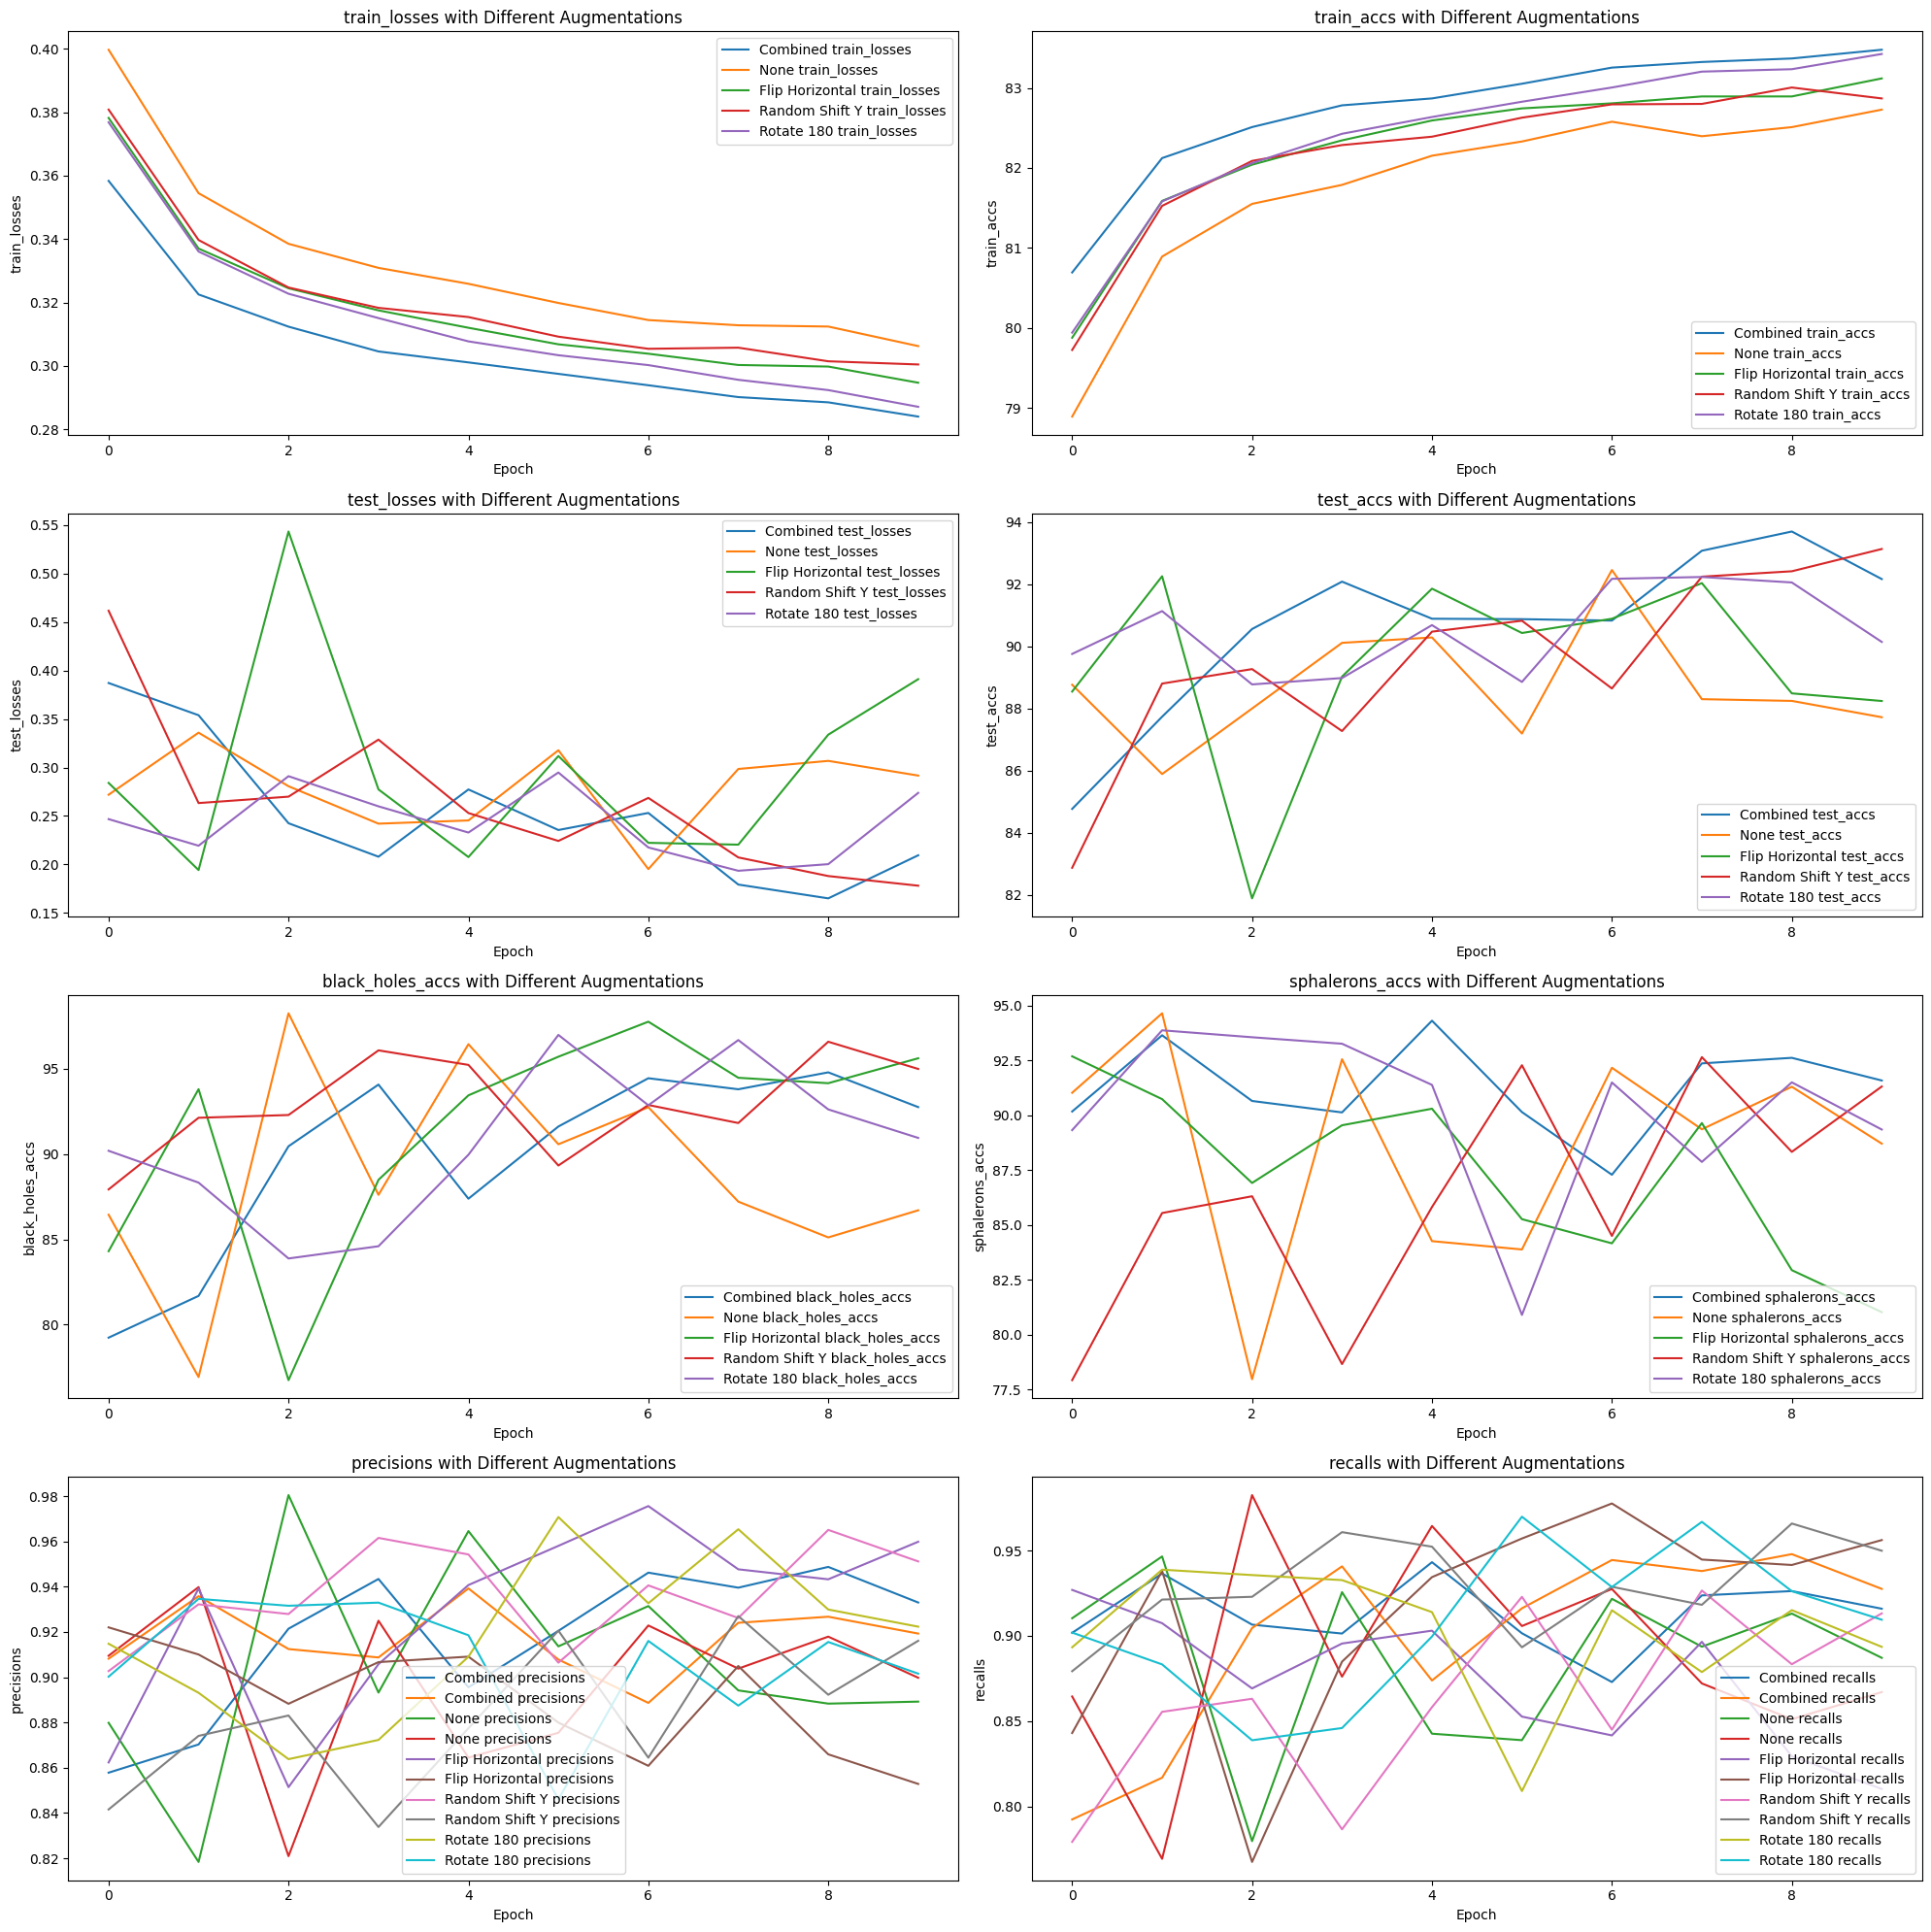 train_losses with Different Augmentations
0.40
0.38
0.36
0.34
0.32
0.30
0.28
train_losses
Combined train_losses
None train_losses
Flip Horizontal train_losses
Random Shift Y train_losses
Rotate 180 train_losses
0 2 4 6 8
Epoch
train_accs with Different Augmentations
83
82
81
80
79
train_accs
Combined train_accs
None train_accs
Flip Horizontal train_accs
Random Shift Y train_accs
Rotate 180 train_accs
0 2 4 6 8
Epoch
test_losses with Different Augmentations
0.55
0.50
0.45
0.40
0.35
0.30
0.25
0.20
0.15
test_losses
Combined test_losses
None test_losses
Flip Horizontal test_losses
Random Shift Y test_losses
Rotate 180 test_losses
0 2 4 6 8
Epoch
test_accs with Different Augmentations
94
92
90
88
86
84
82
test_accs
Combined test_accs
None test_accs
Flip Horizontal test_accs
Random Shift Y test_accs
Rotate 180 test_accs
0 2 4 6 8
Epoch
black_holes_accs with Different Augmentations
95
90
85
80
black_holes_accs
Combined black_holes_accs
None black_holes_accs
Flip Horizontal black_holes_accs
Random Shift Y black_holes_accs
Rotate 180 black_holes_accs
0 2 4 6 8
Epoch
sphalerons_accs with Different Augmentations
95.0
92.5
90.0
87.5
85.0
82.5
80.0
77.5
sphalerons_accs
Combined sphalerons_accs
None sphalerons_accs
Flip Horizontal sphalerons_accs
Random Shift Y sphalerons_accs
Rotate 180 sphalerons_accs
0 2 4 6 8
Epoch
precisions with Different Augmentations
0.98
0.96
0.94
0.92
0.90
0.88
0.86
0.84
0.82
precisions
Combined precisions
Combined precisions
None precisions
None precisions
Flip Horizontal precisions
Flip Horizontal precisions
Random Shift Y precisions
Random Shift Y precisions
Rotate 180 precisions
Rotate 180 precisions
0 2 4 6 8
Epoch
recalls with Different Augmentations
0.95
0.90
0.85
0.80
recalls
Combined recalls
Combined recalls
None recalls
None recalls
Flip Horizontal recalls
Flip Horizontal recalls
Random Shift Y recalls
Random Shift Y recalls
Rotate 180 recalls
Rotate 180 recalls
0 2 4 6 8
Epoch